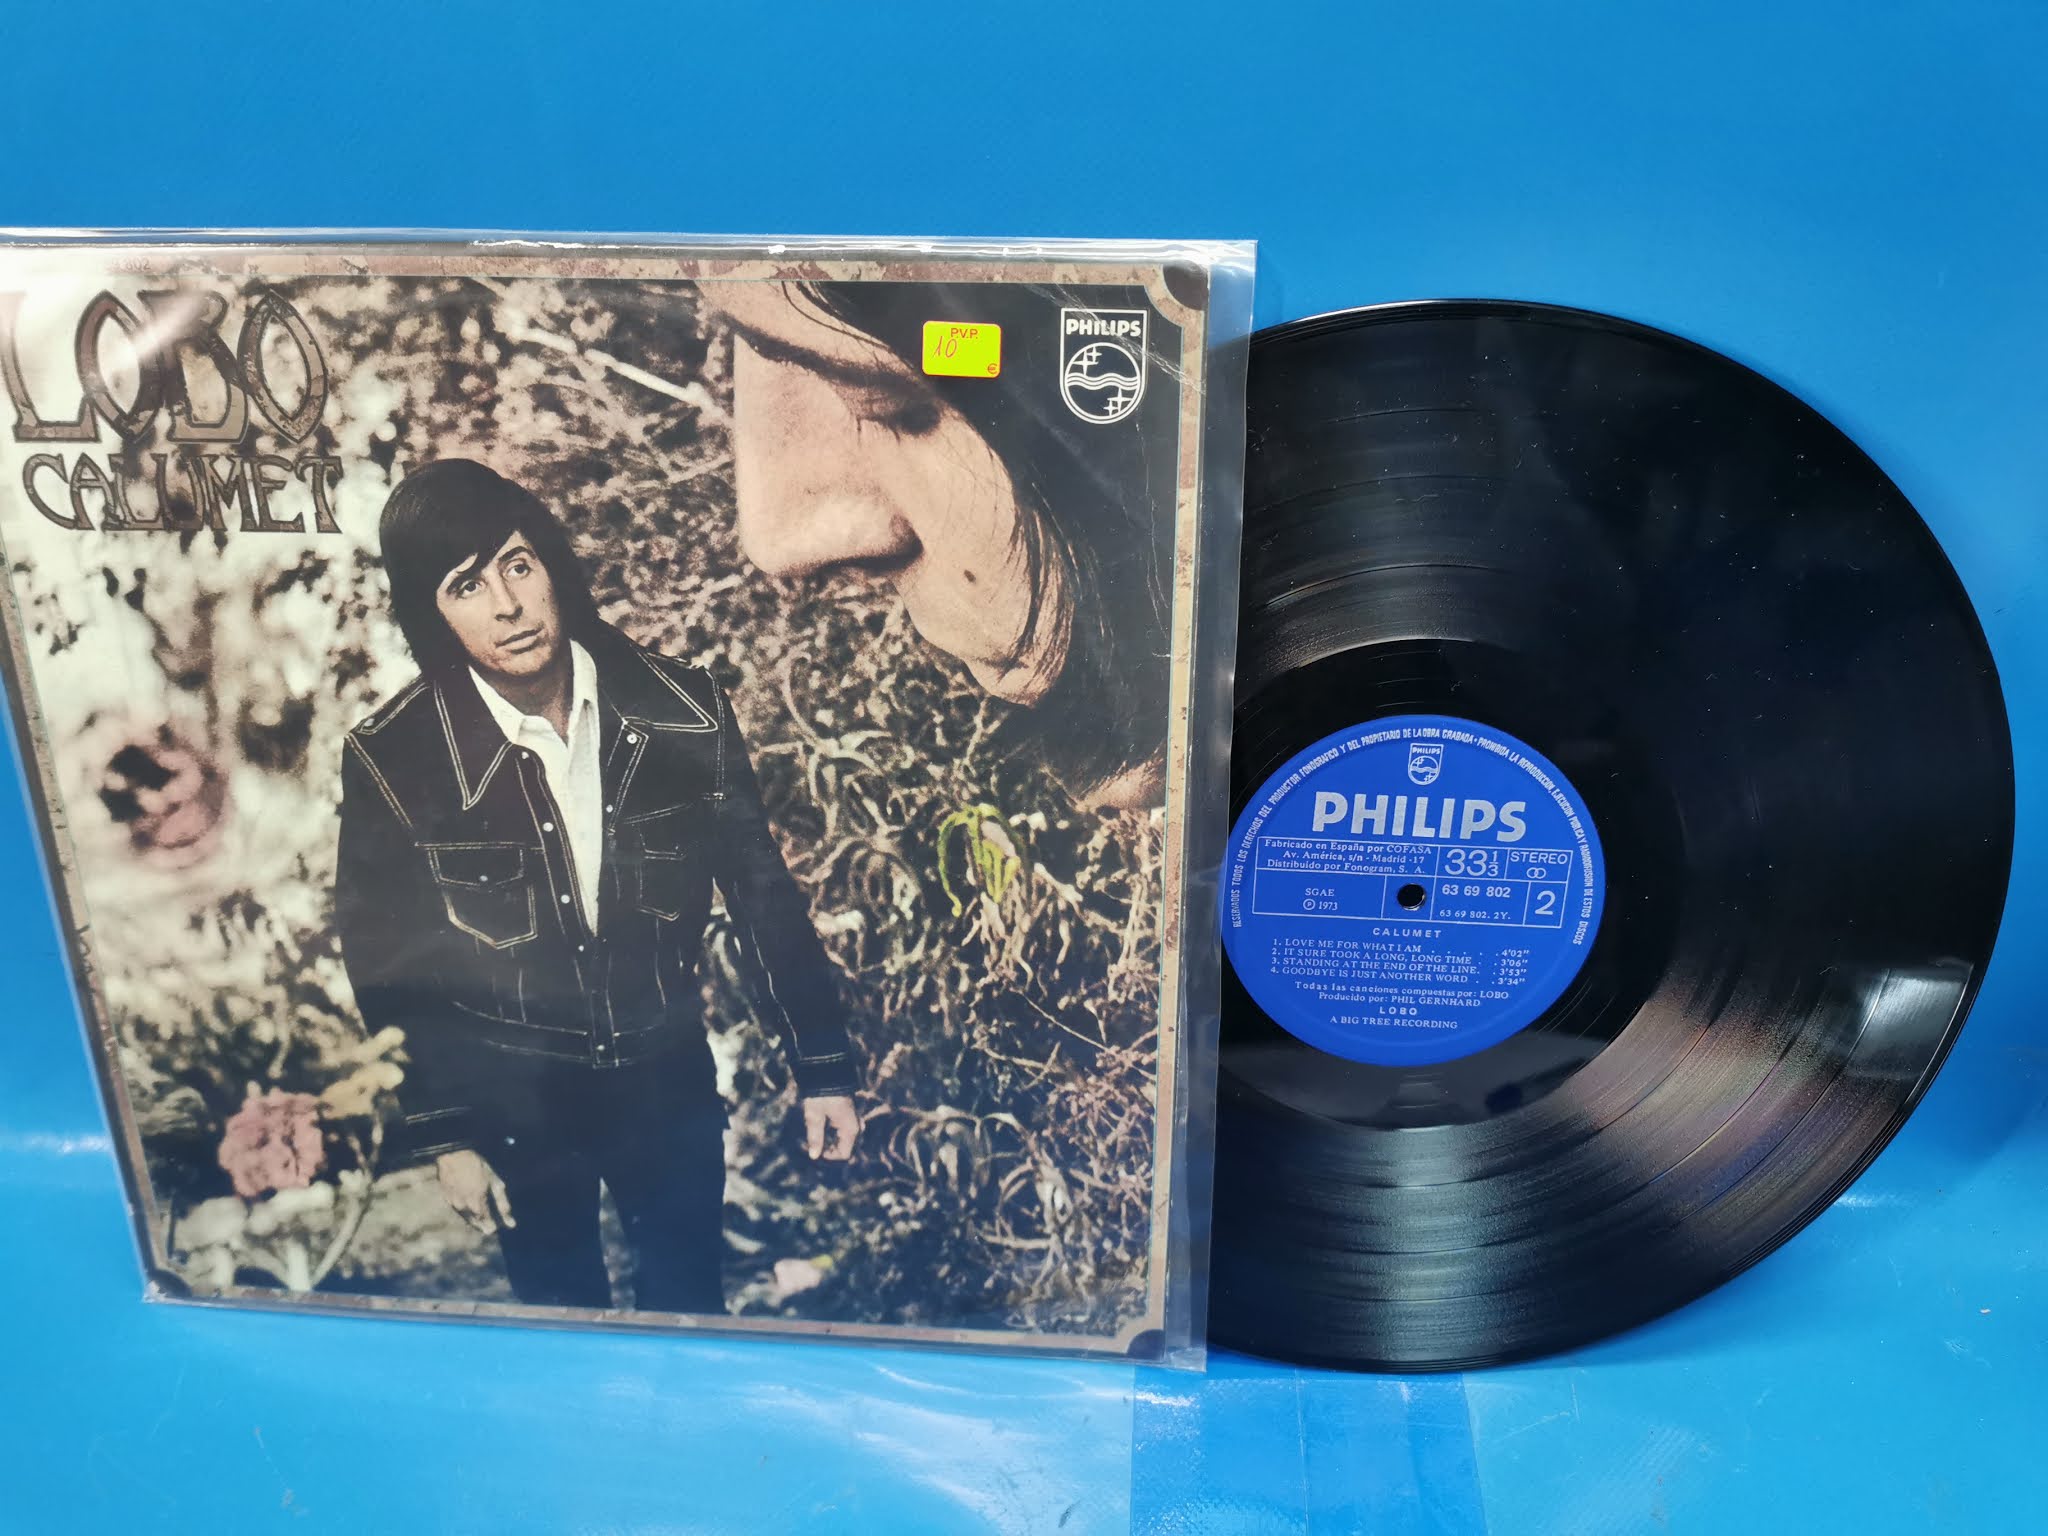 802
LOBO
CALUMET
P.V.P.
10
€
PHILIPS
RESERVADOS TODOS LOS DERECHOS DEL PRODUCTOR FONOGRAFICO Y DEL PROPIETARIO DE LA OBRA GRABADA · PROHIBIDA LA REPRODUCCION, EJECUCION PUBLICA Y RADIODIFUSION DE ESTOS DISCOS
PHILIPS
PHILIPS
Fabricado en España por COFASA
Av. América, s/n - Madrid -17
Distribuido por Fonogram, S. A.
33 1/3
STEREO
SGAE
℗ 1973
63 69 802
63 69 802. 2Y.
2
CALUMET
1. LOVE ME FOR WHAT I AM . . . . 4'02"
2. IT SURE TOOK A LONG, LONG TIME . . 3'06"
3. STANDING AT THE END OF THE LINE. . 3'53"
4. GOODBYE IS JUST ANOTHER WORD . . 3'34"
Todas las canciones compuestas por: LOBO
Producido por: PHIL GERNHARD
LOBO
A BIG TREE RECORDING